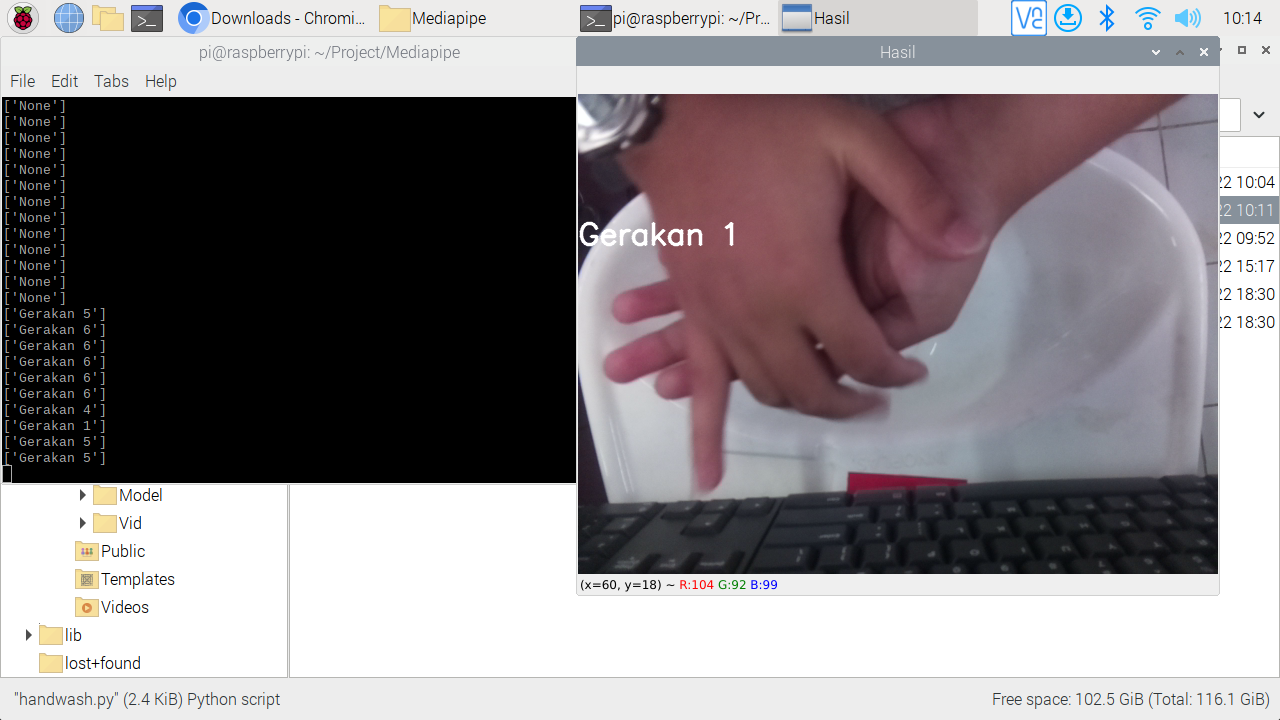 Downloads - Chromi...
Mediapipe
pi@raspberrypi: ~/Pr...
Hasil
10:14
pi@raspberrypi: ~/Project/Mediapipe
File Edit Tabs Help
['None']
['None']
['None']
['None']
['None']
['None']
['None']
['None']
['None']
['None']
['None']
['None']
['None']
['Gerakan 5']
['Gerakan 6']
['Gerakan 6']
['Gerakan 6']
['Gerakan 6']
['Gerakan 6']
['Gerakan 4']
['Gerakan 1']
['Gerakan 5']
['Gerakan 5']
Hasil
Gerakan 1
(x=60, y=18) ~ R:104 G:92 B:99
22 10:04
22 10:11
22 09:52
22 15:17
22 18:30
22 18:30
Model
Vid
Public
Templates
Videos
lib
lost+found
"handwash.py" (2.4 KiB) Python script
Free space: 102.5 GiB (Total: 116.1 GiB)